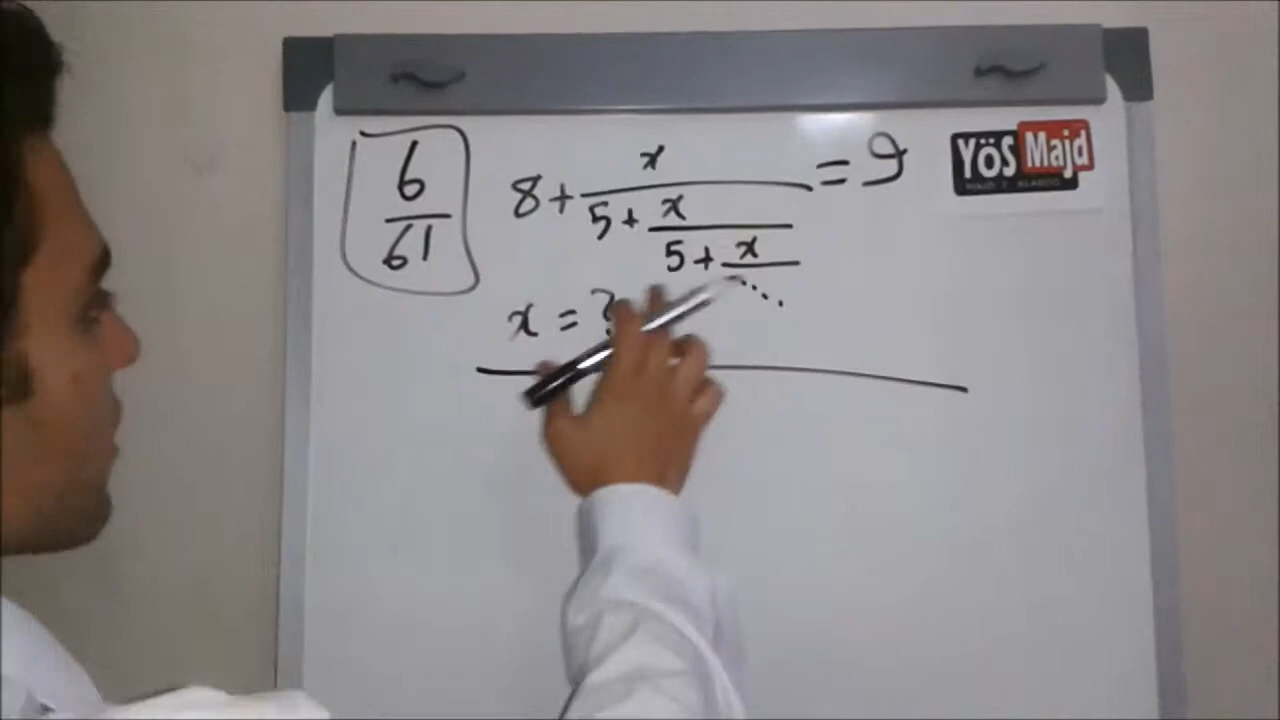 6
61
8 + x = 9
5 + x
5 + x
....
x = ?
YöS Majd